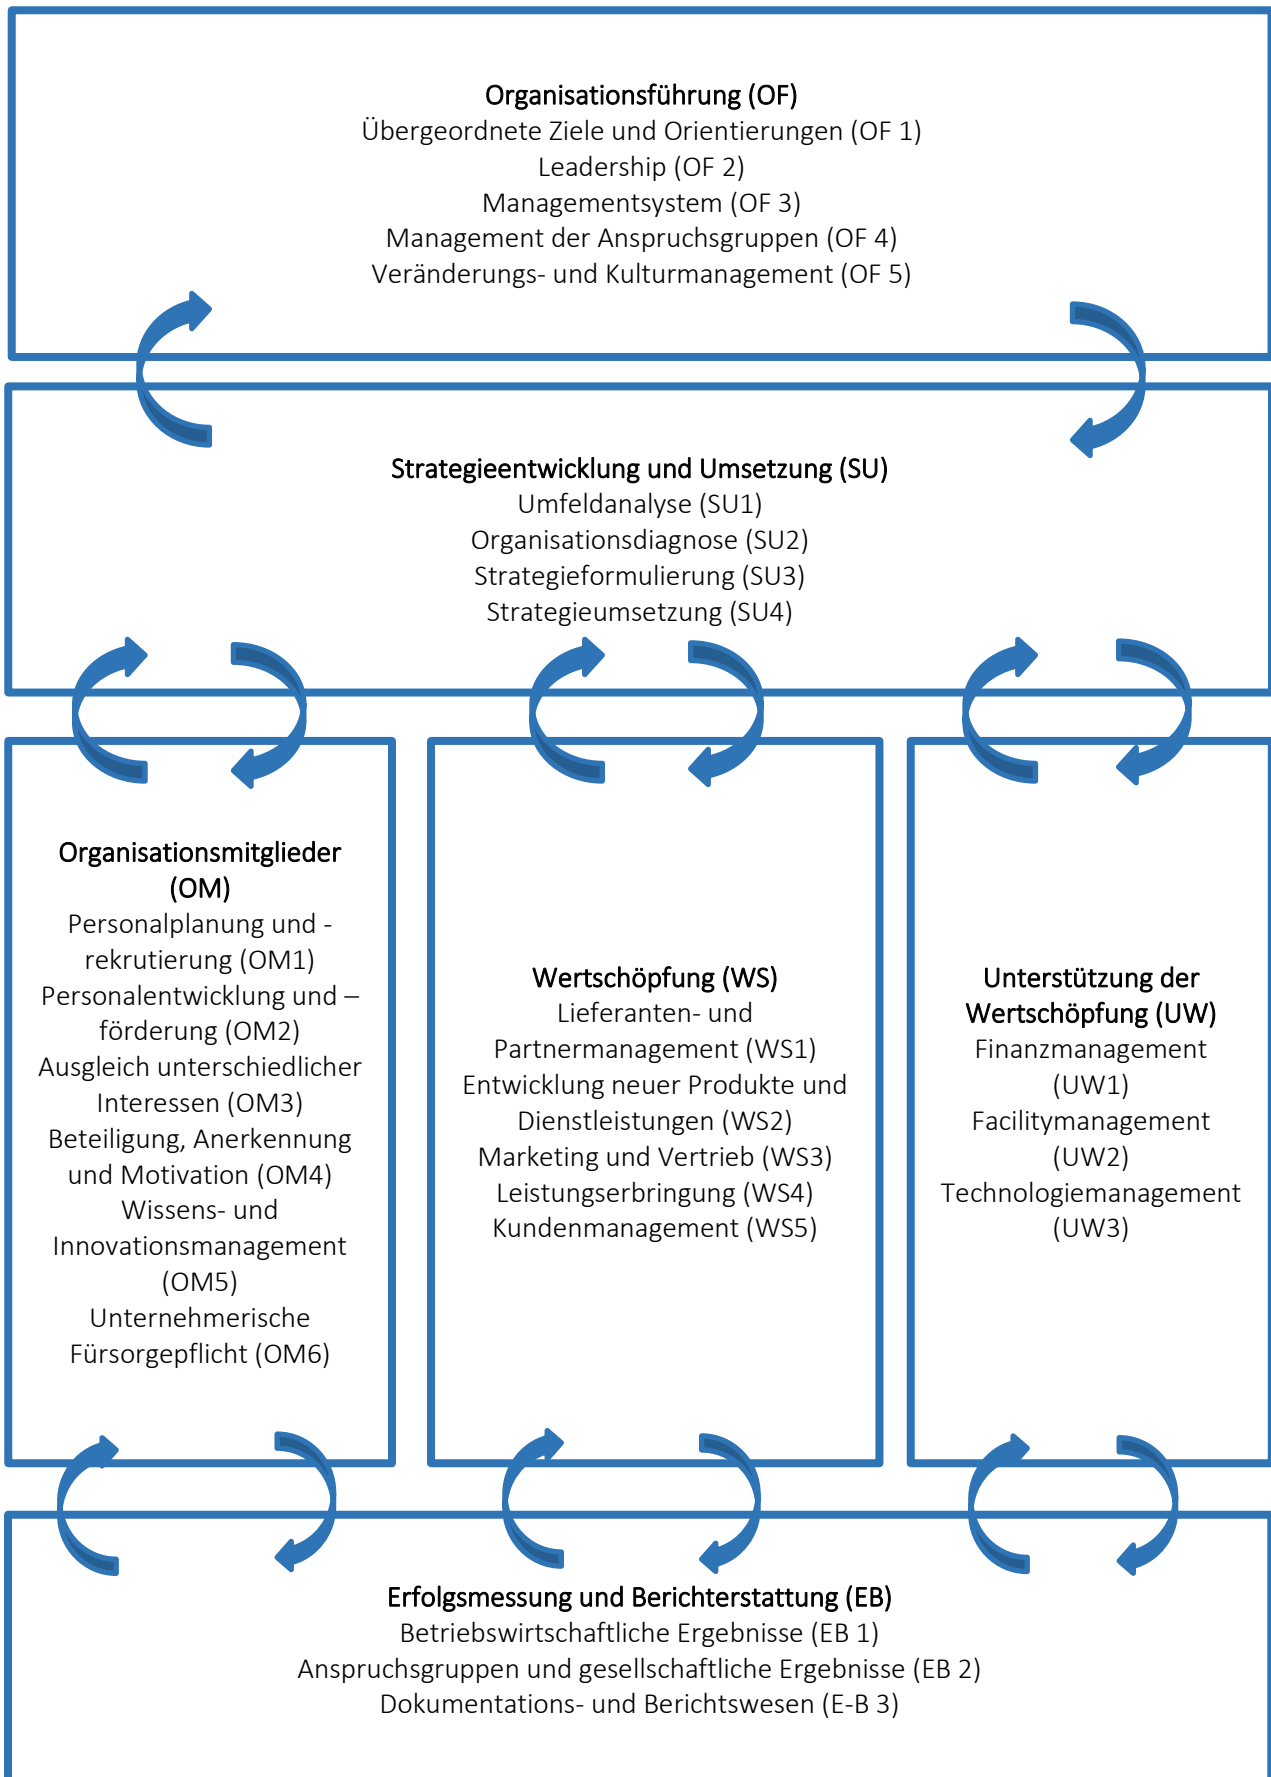 Organisationsführung (OF)
Übergeordnete Ziele und Orientierungen (OF 1)
Leadership (OF 2)
Managementsystem (OF 3)
Management der Anspruchsgruppen (OF 4)
Veränderungs- und Kulturmanagement (OF 5)
Strategieentwicklung und Umsetzung (SU)
Umfeldanalyse (SU1)
Organisationsdiagnose (SU2)
Strategieformulierung (SU3)
Strategieumsetzung (SU4)
Organisationsmitglieder
(OM)
Personalplanung und -
rekrutierung (OM1)
Personalentwicklung und –
förderung (OM2)
Ausgleich unterschiedlicher
Interessen (OM3)
Beteiligung, Anerkennung
und Motivation (OM4)
Wissens- und
Innovationsmanagement
(OM5)
Unternehmerische
Fürsorgepflicht (OM6)
Wertschöpfung (WS)
Lieferanten- und
Partnermanagement (WS1)
Entwicklung neuer Produkte und
Dienstleistungen (WS2)
Marketing und Vertrieb (WS3)
Leistungserbringung (WS4)
Kundenmanagement (WS5)
Unterstützung der
Wertschöpfung (UW)
Finanzmanagement
(UW1)
Facilitymanagement
(UW2)
Technologiemanagement
(UW3)
Erfolgsmessung und Berichterstattung (EB)
Betriebswirtschaftliche Ergebnisse (EB 1)
Anspruchsgruppen und gesellschaftliche Ergebnisse (EB 2)
Dokumentations- und Berichtswesen (E-B 3)